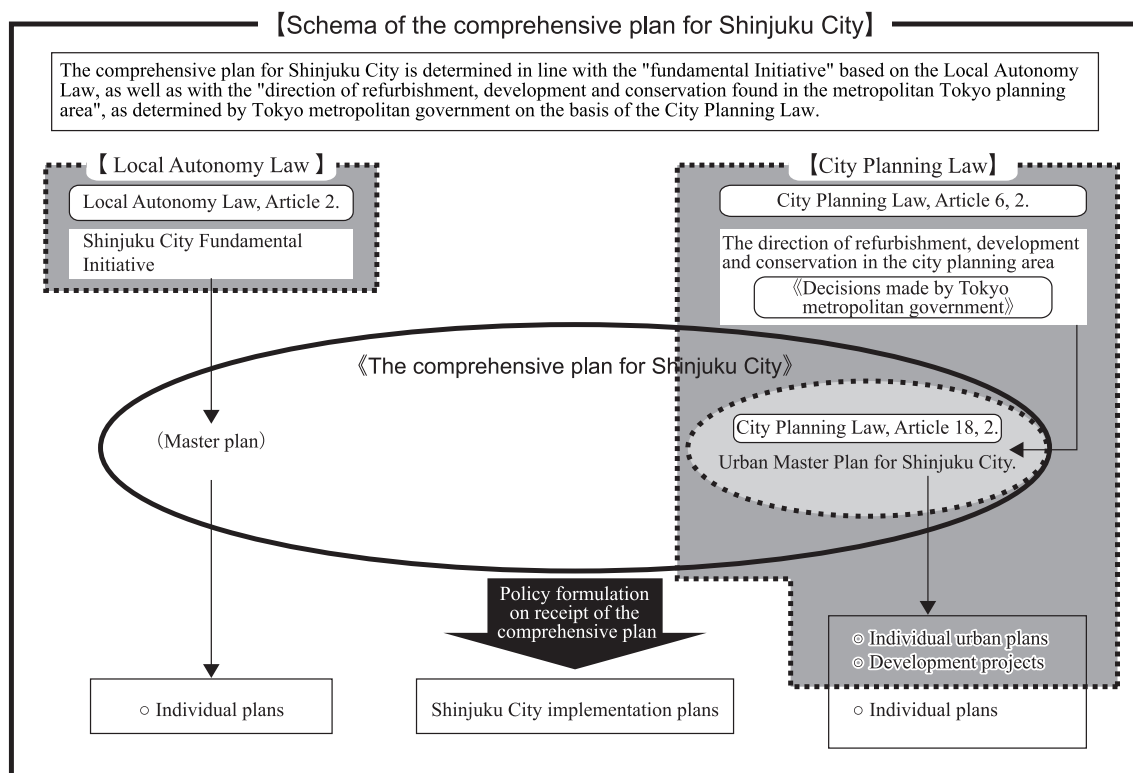 【Schema of the comprehensive plan for Shinjuku City】
The comprehensive plan for Shinjuku City is determined in line with the "fundamental Initiative" based on the Local Autonomy
Law, as well as with the "direction of refurbishment, development and conservation found in the metropolitan Tokyo planning
area", as determined by Tokyo metropolitan government on the basis of the City Planning Law.
【 Local Autonomy Law 】
Local Autonomy Law, Article 2.
Shinjuku City Fundamental
Initiative
【City Planning Law】
City Planning Law, Article 6, 2.
The direction of refurbishment, development
and conservation in the city planning area
《Decisions made by Tokyo
metropolitan government》
《The comprehensive plan for Shinjuku City》
(Master plan)
City Planning Law, Article 18, 2.
Urban Master Plan for Shinjuku City.
Policy formulation
on receipt of the
comprehensive plan
○ Individual plans
Shinjuku City implementation plans
◎ Individual urban plans
◎ Development projects
○ Individual plans